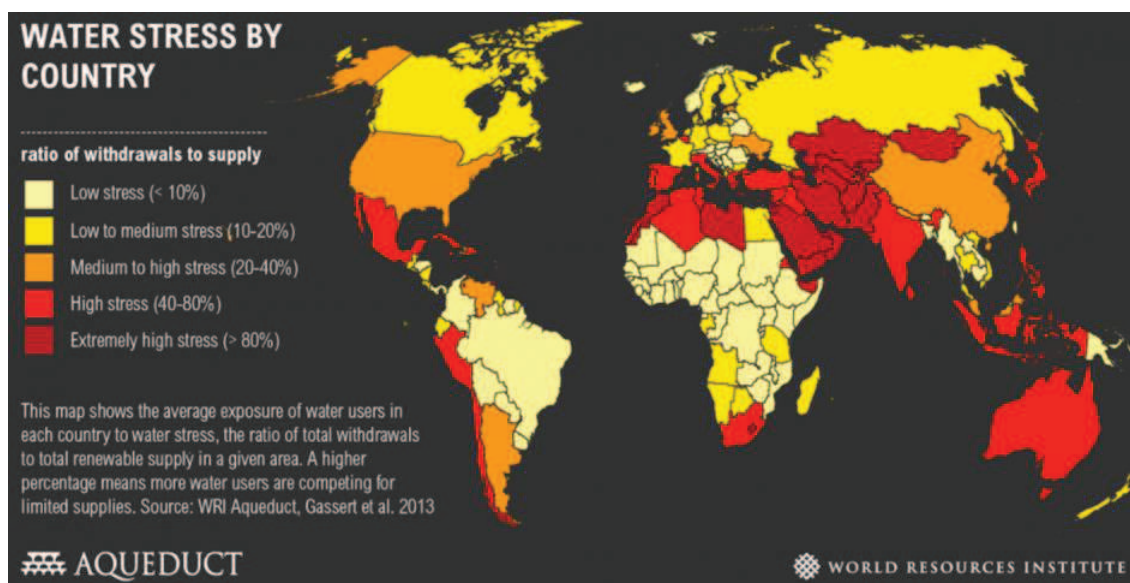 WATER STRESS BY
COUNTRY
ratio of withdrawals to supply
Low stress (< 10%)
Low to medium stress (10-20%)
Medium to high stress (20-40%)
High stress (40-80%)
Extremely high stress (> 80%)
This map shows the average exposure of water users in
each country to water stress, the ratio of total withdrawals
to total renewable supply in a given area. A higher
percentage means more water users are competing for
limited supplies. Source: WRI Aqueduct, Gassert et al. 2013
AQUEDUCT
WORLD RESOURCES INSTITUTE